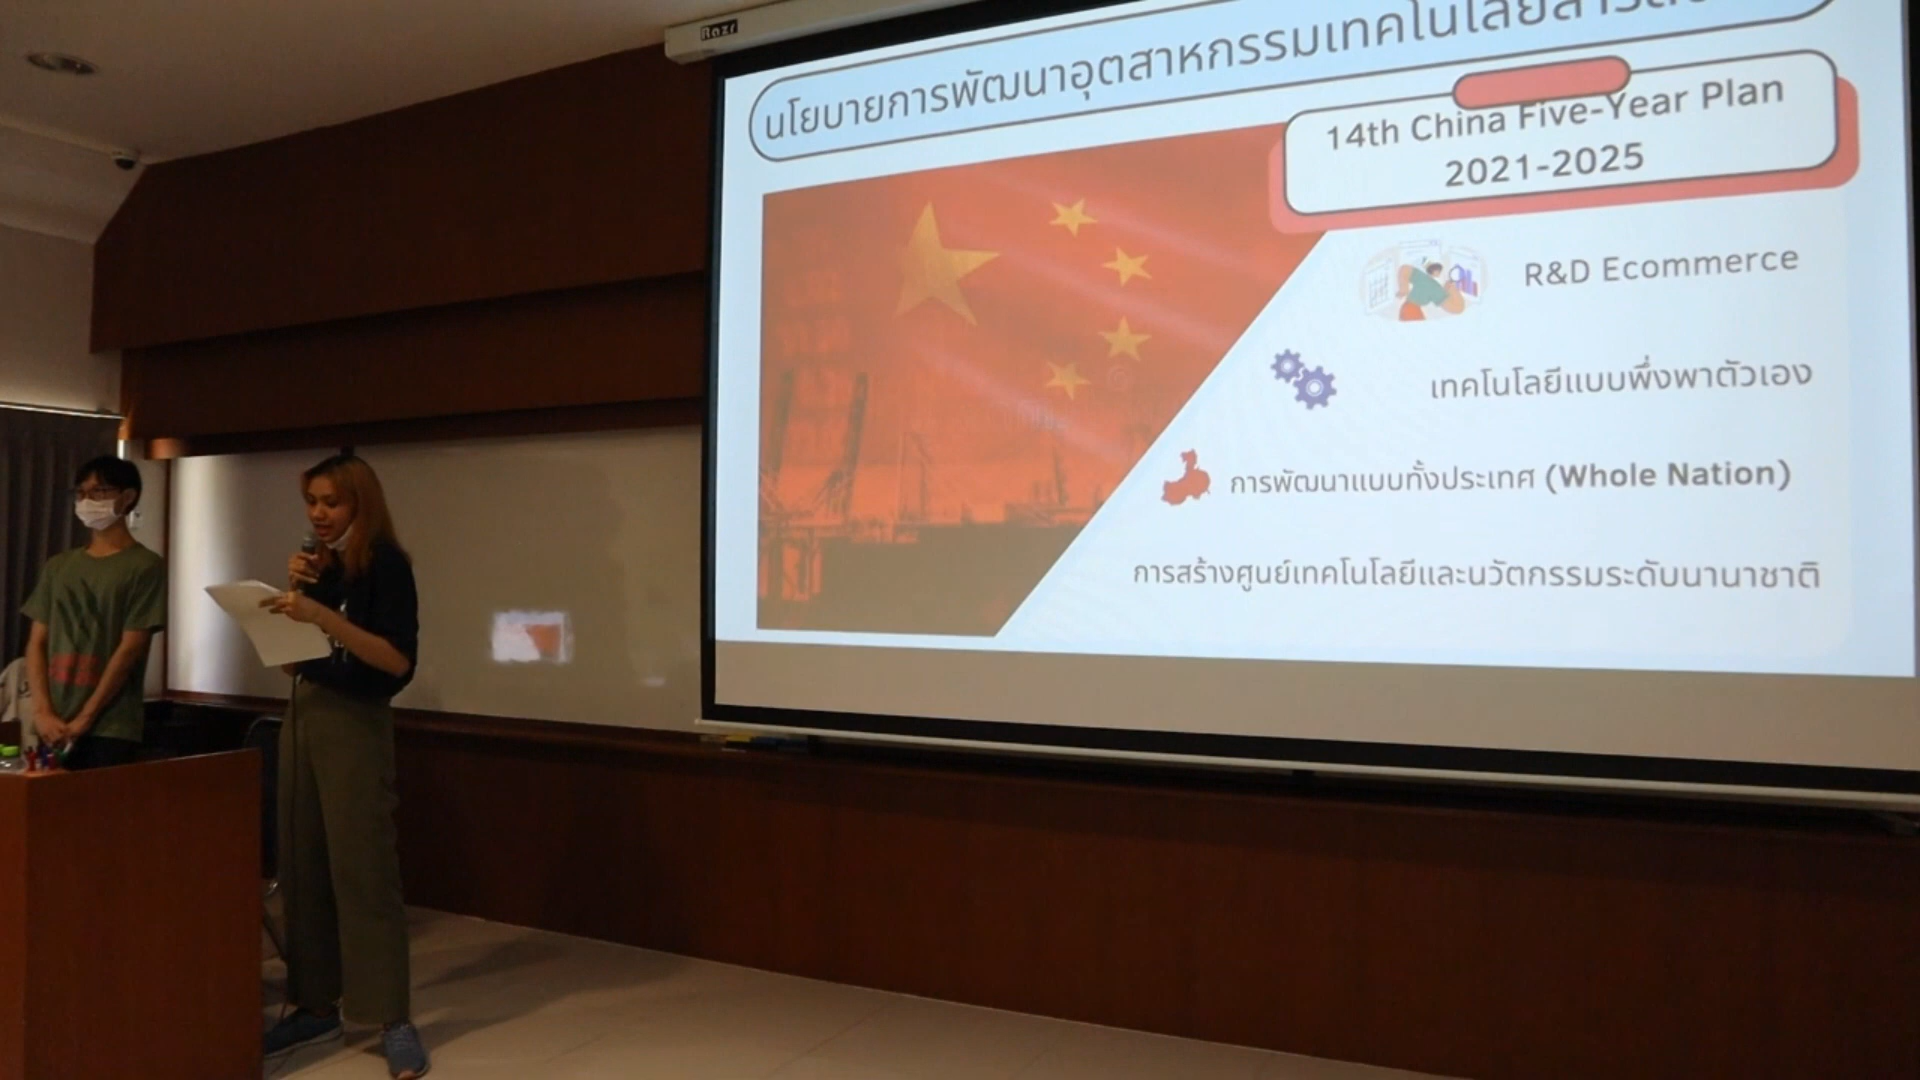 Razr
นโยบายการพัฒนาอุตสาหกรรมเทคโนโลยีสารสน
14th China Five-Year Plan
2021-2025
R&D Ecommerce
เทคโนโลยีแบบพึ่งพาตัวเอง
การพัฒนาแบบทั้งประเทศ (Whole Nation)
การสร้างศูนย์เทคโนโลยีและนวัตกรรมระดับนานาชาติ